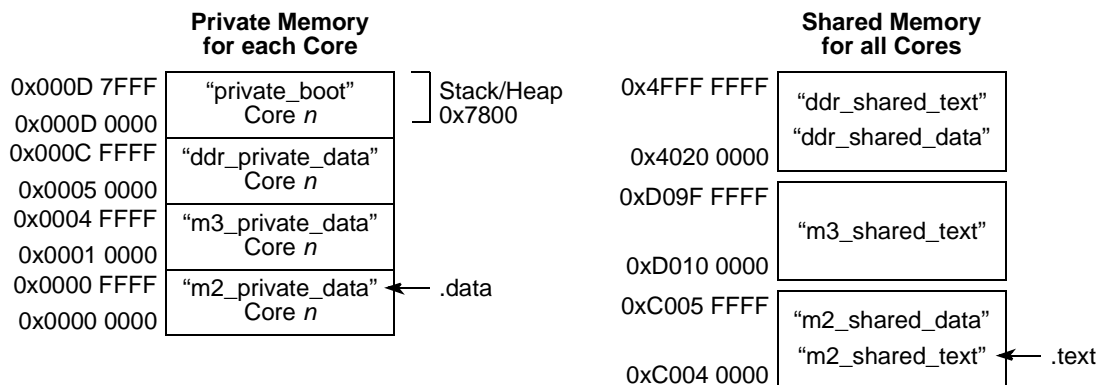 Private Memory
for each Core
0x000D 7FFF
“private_boot”
Core n
Stack/Heap
0x7800
0x000D 0000
0x000C FFFF
“ddr_private_data”
Core n
0x0005 0000
0x0004 FFFF
“m3_private_data”
Core n
0x0001 0000
0x0000 FFFF
“m2_private_data”
Core n
.data
0x0000 0000
Shared Memory
for all Cores
0x4FFF FFFF
“ddr_shared_text”
“ddr_shared_data”
0x4020 0000
0xD09F FFFF
“m3_shared_text”
0xD010 0000
0xC005 FFFF
“m2_shared_data”
“m2_shared_text”
.text
0xC004 0000